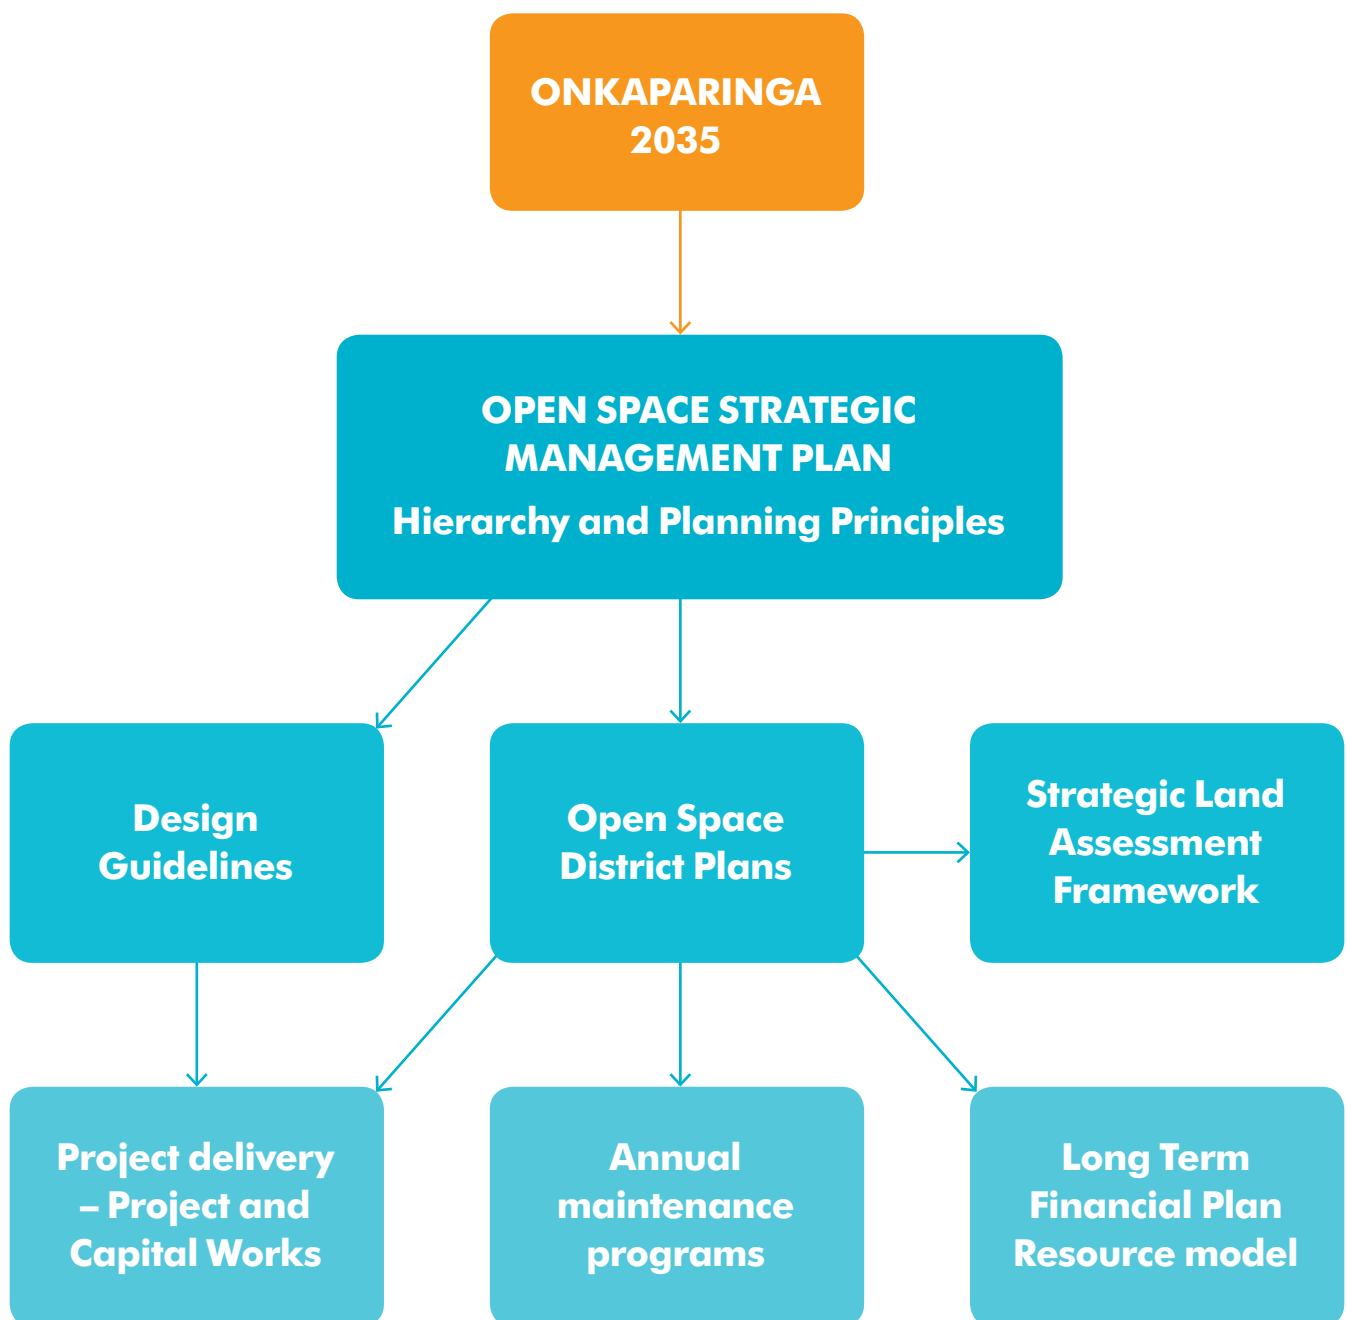 ONKAPARINGA
2035
OPEN SPACE STRATEGIC
MANAGEMENT PLAN
Hierarchy and Planning Principles
Design
Guidelines
Open Space
District Plans
Strategic Land
Assessment
Framework
Project delivery
– Project and
Capital Works
Annual
maintenance
programs
Long Term
Financial Plan
Resource model